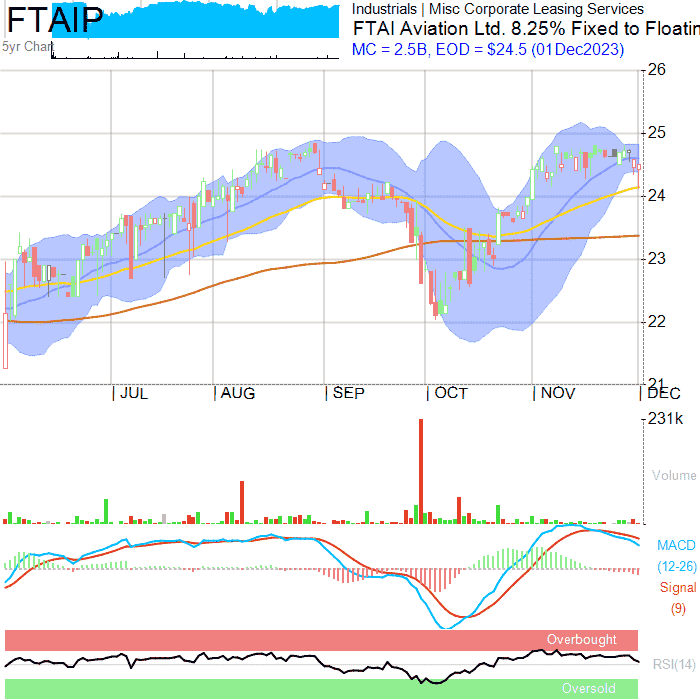 FTAIP
5yr Chart
Industrials | Misc Corporate Leasing Services
FTAI Aviation Ltd. 8.25% Fixed to Floatin
MC = 2.5B, EOD = $24.5 (01Dec2023)
26
25
24
23
22
21
JUL
AUG
SEP
OCT
NOV
DEC
231k
Volume
MACD
(12-26)
Signal
(9)
Overbought
RSI(14)
Oversold